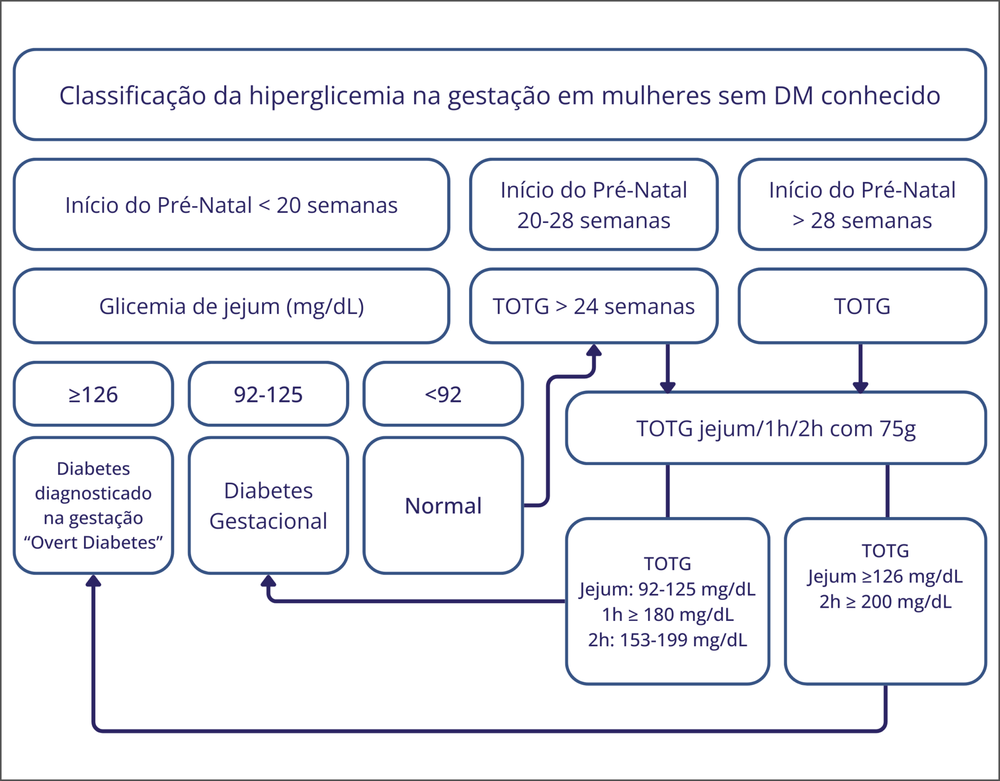 Classificação da hiperglicemia na gestação em mulheres sem DM conhecido
Início do Pré-Natal < 20 semanas
Início do Pré-Natal
20-28 semanas
Início do Pré-Natal
> 28 semanas
Glicemia de jejum (mg/dL)
TOTG > 24 semanas
TOTG
≥126
92-125
<92
TOTG jejum/1h/2h com 75g
Diabetes
diagnosticado
na gestação
“Overt Diabetes”
Diabetes
Gestacional
Normal
TOTG
Jejum: 92-125 mg/dL
1h ≥ 180 mg/dL
2h: 153-199 mg/dL
TOTG
Jejum ≥126 mg/dL
2h ≥ 200 mg/dL